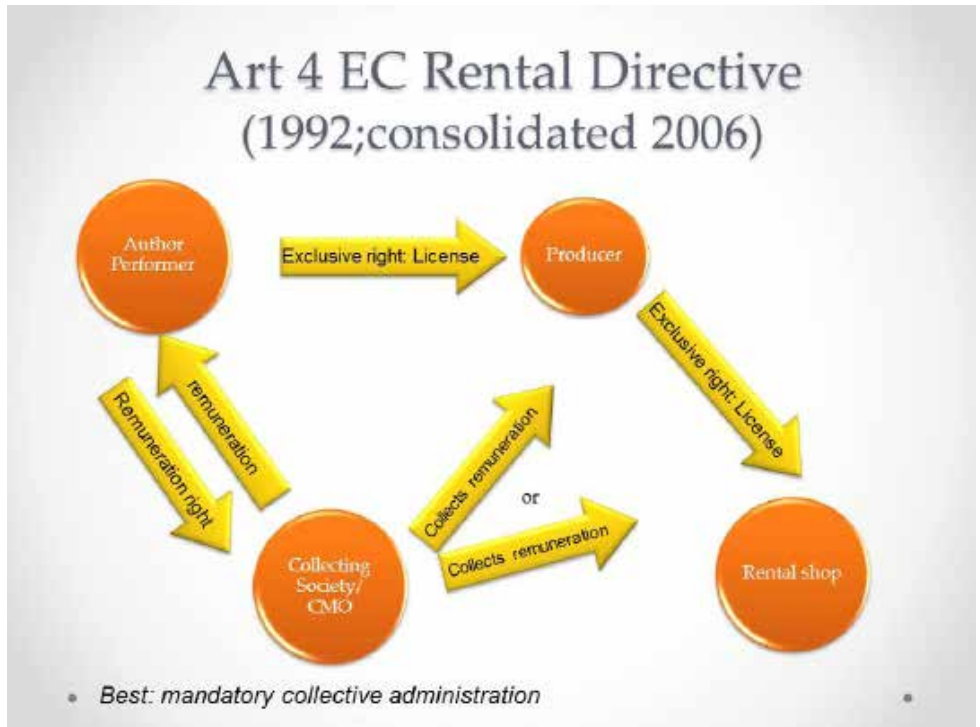 Art 4 EC Rental Directive
(1992;consolidated 2006)
Author
Performer
Exclusive right: License
Producer
Exclusive right: License
Remuneration right
remuneration
Collects remuneration
or
Collects remuneration
Collecting
Society/
CMO
Rental shop
• Best: mandatory collective administration
•